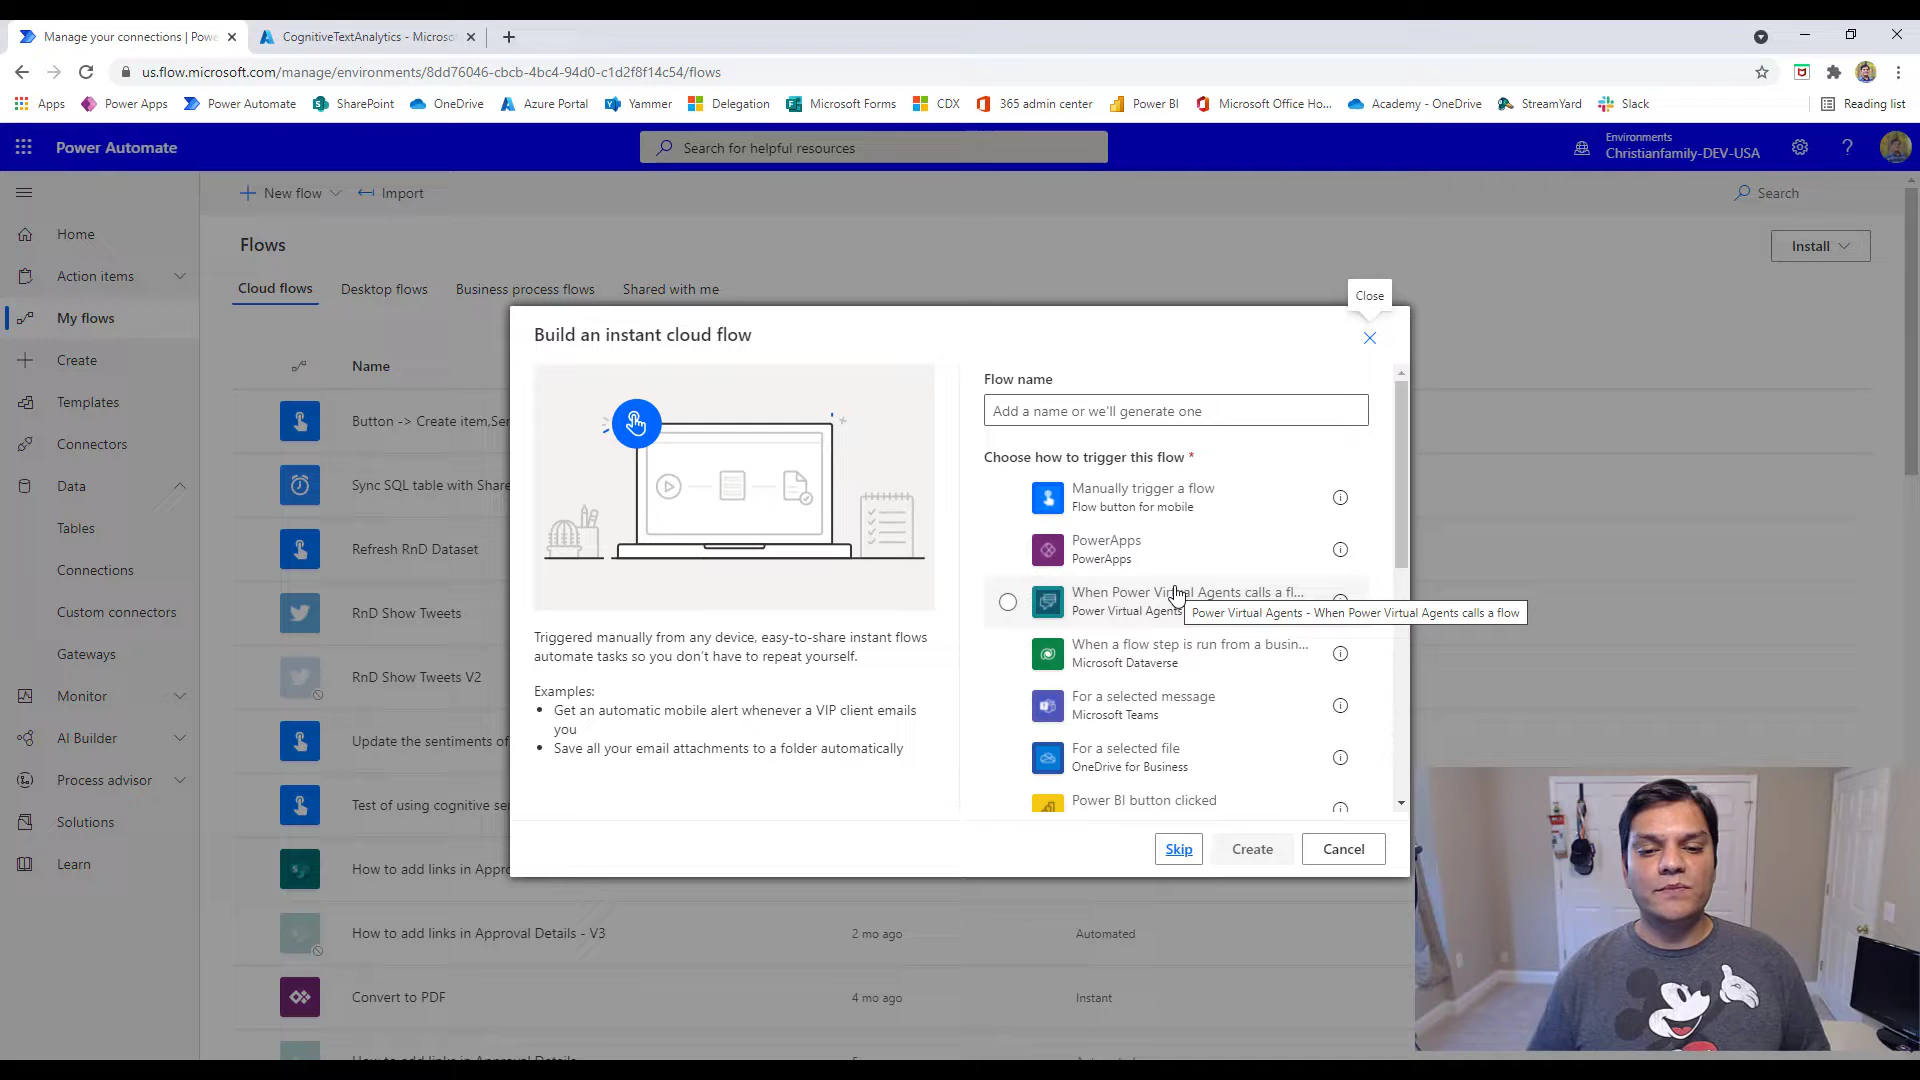 Manage your connections | Powe
CognitiveTextAnalytics - Microso
us.flow.microsoft.com/manage/environments/8dd76046-cbcb-4bc4-94d0-c1d2f8f14c54/flows
Apps
Power Apps
Power Automate
SharePoint
OneDrive
Azure Portal
Yammer
Delegation
Microsoft Forms
CDX
365 admin center
Power BI
Microsoft Office Ho...
Academy - OneDrive
StreamYard
Slack
Reading list
Power Automate
Search for helpful resources
Environments
Christianfamily-DEV-USA
New flow
Import
Search
Home
Action items
My flows
Create
Templates
Connectors
Data
Tables
Connections
Custom connectors
Gateways
Monitor
AI Builder
Process advisor
Solutions
Learn
Flows
Install
Cloud flows
Desktop flows
Business process flows
Shared with me
Name
Button -> Create item,Ser
Sync SQL table with Share
Refresh RnD Dataset
RnD Show Tweets
RnD Show Tweets V2
Update the sentiments of
Test of using cognitive se
How to add links in Appro
How to add links in Approval Details - V3
2 mo ago
Automated
Convert to PDF
4 mo ago
Instant
How to add links in Approval Details
Close
Build an instant cloud flow
Triggered manually from any device, easy-to-share instant flows
automate tasks so you don't have to repeat yourself.
Examples:
• Get an automatic mobile alert whenever a VIP client emails
you
• Save all your email attachments to a folder automatically
Flow name
Add a name or we'll generate one
Choose how to trigger this flow *
Manually trigger a flow
Flow button for mobile
PowerApps
PowerApps
When Power Virtual Agents calls a fl...
Power Virtual Agents
Power Virtual Agents - When Power Virtual Agents calls a flow
When a flow step is run from a busin...
Microsoft Dataverse
For a selected message
Microsoft Teams
For a selected file
OneDrive for Business
Power BI button clicked
Skip
Create
Cancel